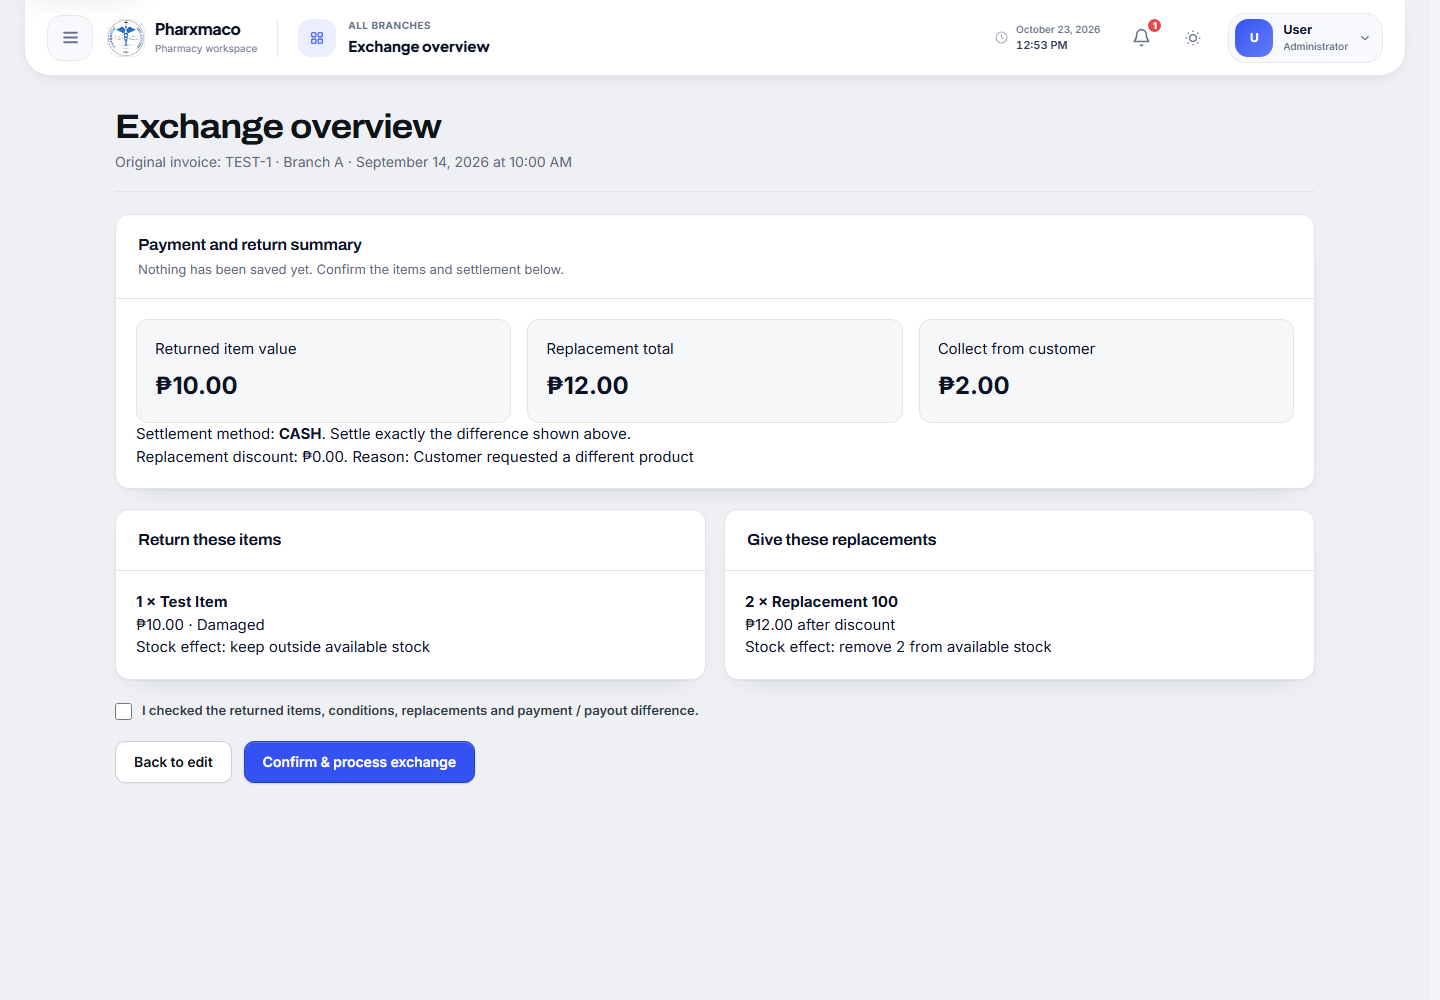 Pharxmaco
Pharmacy workspace
ALL BRANCHES
Exchange overview
October 23, 2026
12:53 PM
1
U
User
Administrator
Exchange overview
Original invoice: TEST-1 · Branch A · September 14, 2026 at 10:00 AM
Payment and return summary
Nothing has been saved yet. Confirm the items and settlement below.
Returned item value
₱10.00
Replacement total
₱12.00
Collect from customer
₱2.00
Settlement method: CASH. Settle exactly the difference shown above.
Replacement discount: ₱0.00. Reason: Customer requested a different product
Return these items
1 × Test Item
₱10.00 · Damaged
Stock effect: keep outside available stock
Give these replacements
2 × Replacement 100
₱12.00 after discount
Stock effect: remove 2 from available stock
I checked the returned items, conditions, replacements and payment / payout difference.
Back to edit
Confirm & process exchange